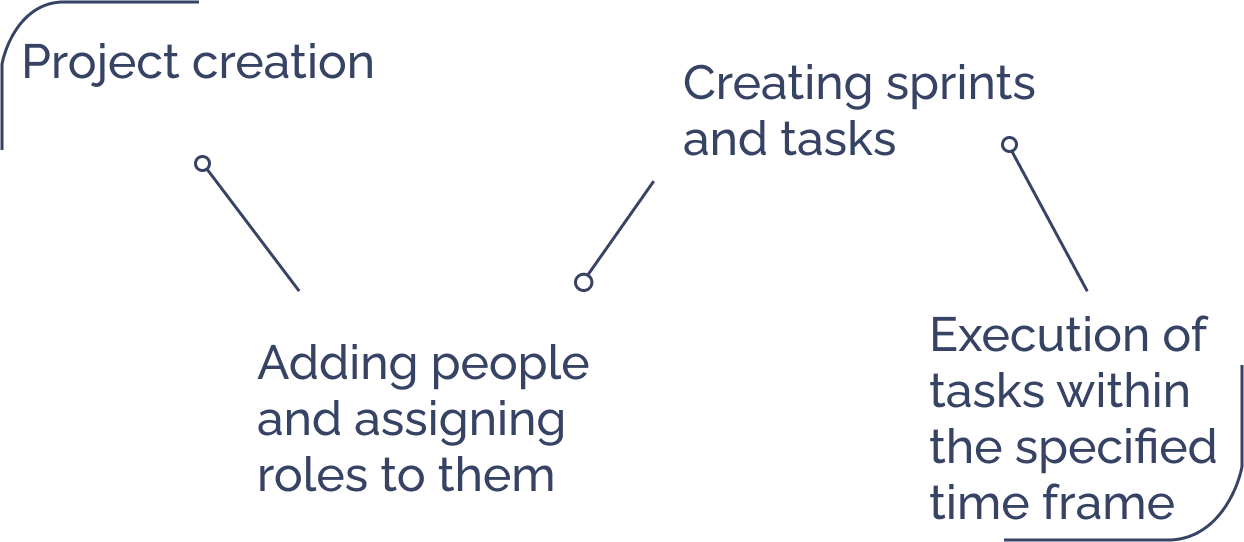 Project creation
Adding people
and assigning
roles to them
Creating sprints
and tasks
Execution of
tasks within
the specified
time frame